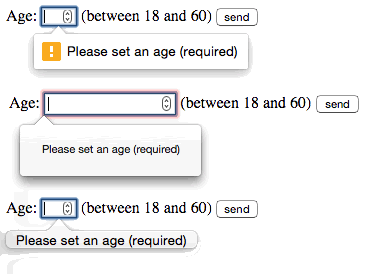 Age: (between 18 and 60) send
Please set an age (required)
Age: (between 18 and 60) send
Please set an age (required)
Age: (between 18 and 60) send
Please set an age (required)